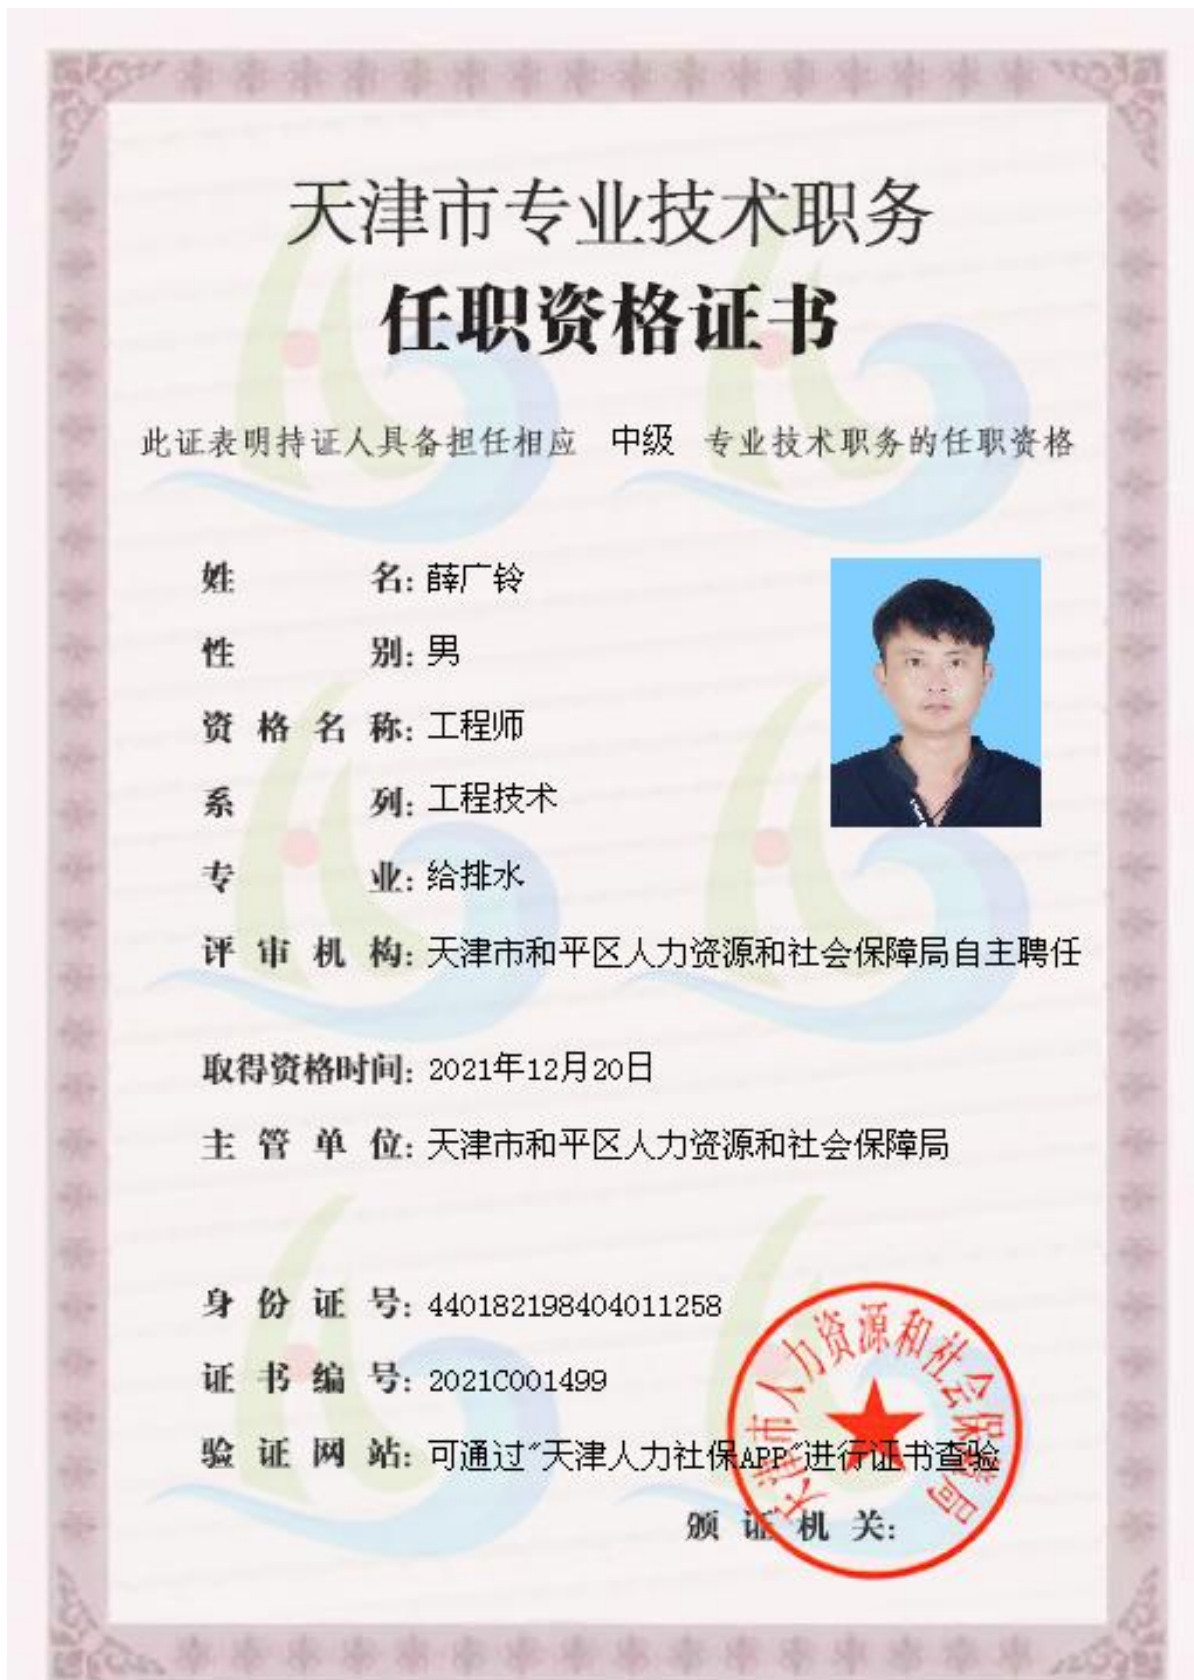 天津市专业技术职务
任职资格证书
此证表明持证人具备担任相应 中级 专业技术职务的任职资格
姓名：薛广铃
性别：男
资格名称：工程师
系列：工程技术
专业：给排水
评审机构：天津市和平区人力资源和社会保障局自主聘任
取得资格时间：2021年12月20日
主管单位：天津市和平区人力资源和社会保障局
身份证号：440182198404011258
证书编号：2021C001499
验证网站：可通过"天津人力社保APP"进行证书查验
颁证机关：
天津市人力资源和社会保障局